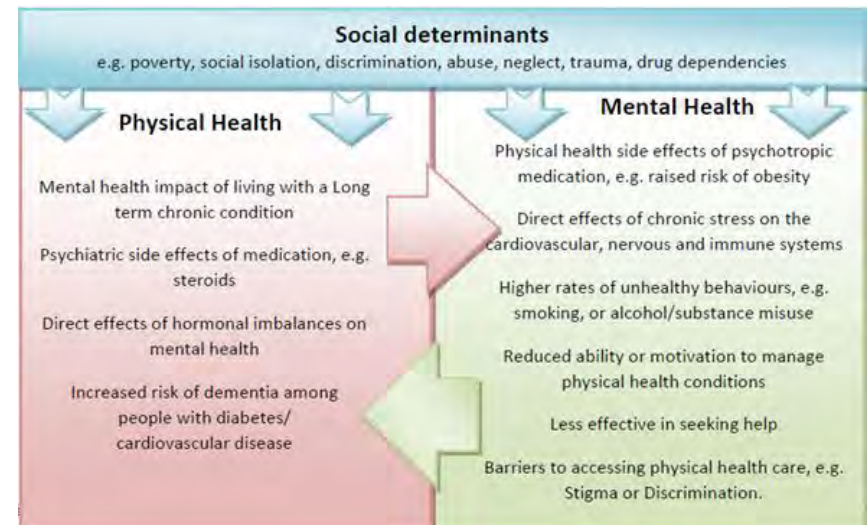 Social determinants
e.g. poverty, social isolation, discrimination, abuse, neglect, trauma, drug dependencies
Physical Health
Mental health impact of living with a Long
term chronic condition
Psychiatric side effects of medication, e.g.
steroids
Direct effects of hormonal imbalances on
mental health
Increased risk of dementia among
people with diabetes/
cardiovascular disease
Mental Health
Physical health side effects of psychotropic
medication, e.g. raised risk of obesity
Direct effects of chronic stress on the
cardiovascular, nervous and immune systems
Higher rates of unhealthy behaviours, e.g.
smoking, or alcohol/substance misuse
Reduced ability or motivation to manage
physical health conditions
Less effective in seeking help
Barriers to accessing physical health care, e.g.
Stigma or Discrimination.